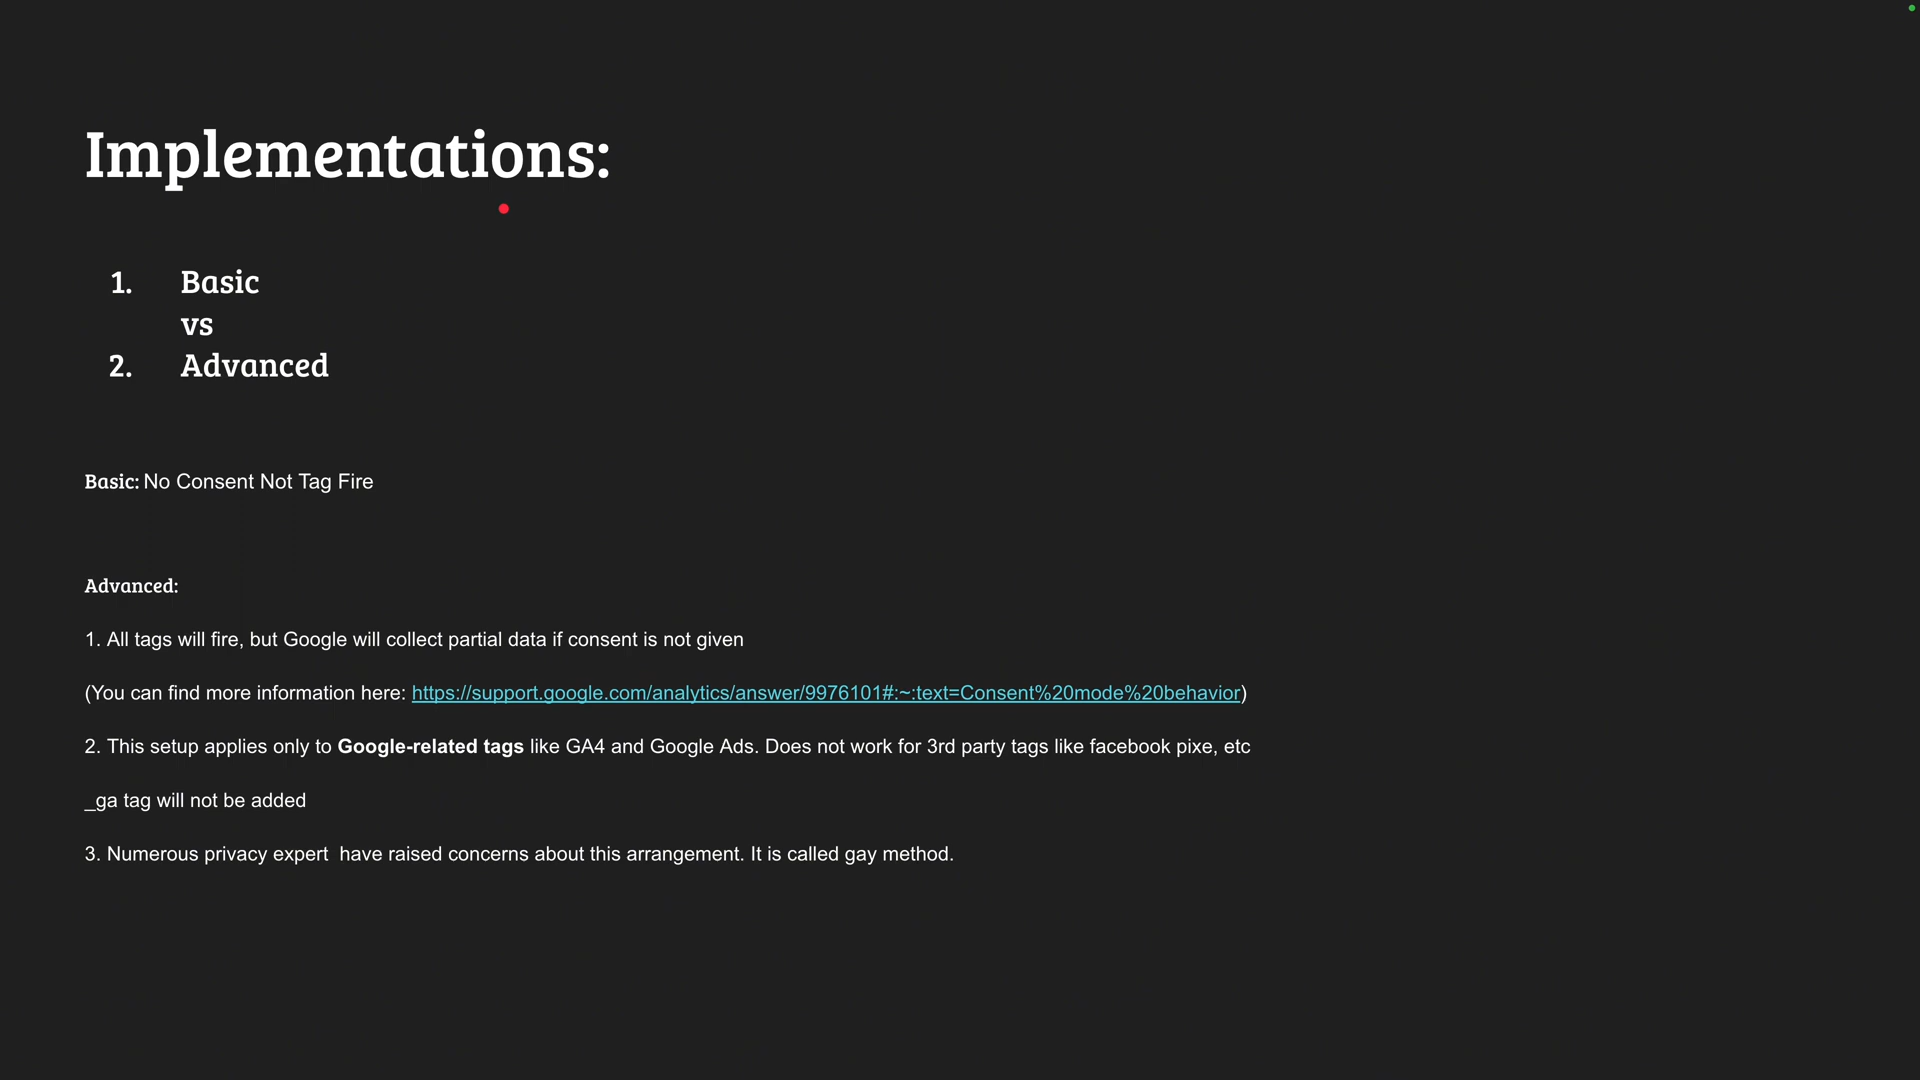 Implementations:
1. Basic
vs
2. Advanced
Basic: No Consent Not Tag Fire
Advanced:
1. All tags will fire, but Google will collect partial data if consent is not given
(You can find more information here: https://support.google.com/analytics/answer/9976101#:~:text=Consent%20mode%20behavior)
2. This setup applies only to Google-related tags like GA4 and Google Ads. Does not work for 3rd party tags like facebook pixe, etc
_ga tag will not be added
3. Numerous privacy expert  have raised concerns about this arrangement. It is called gay method.